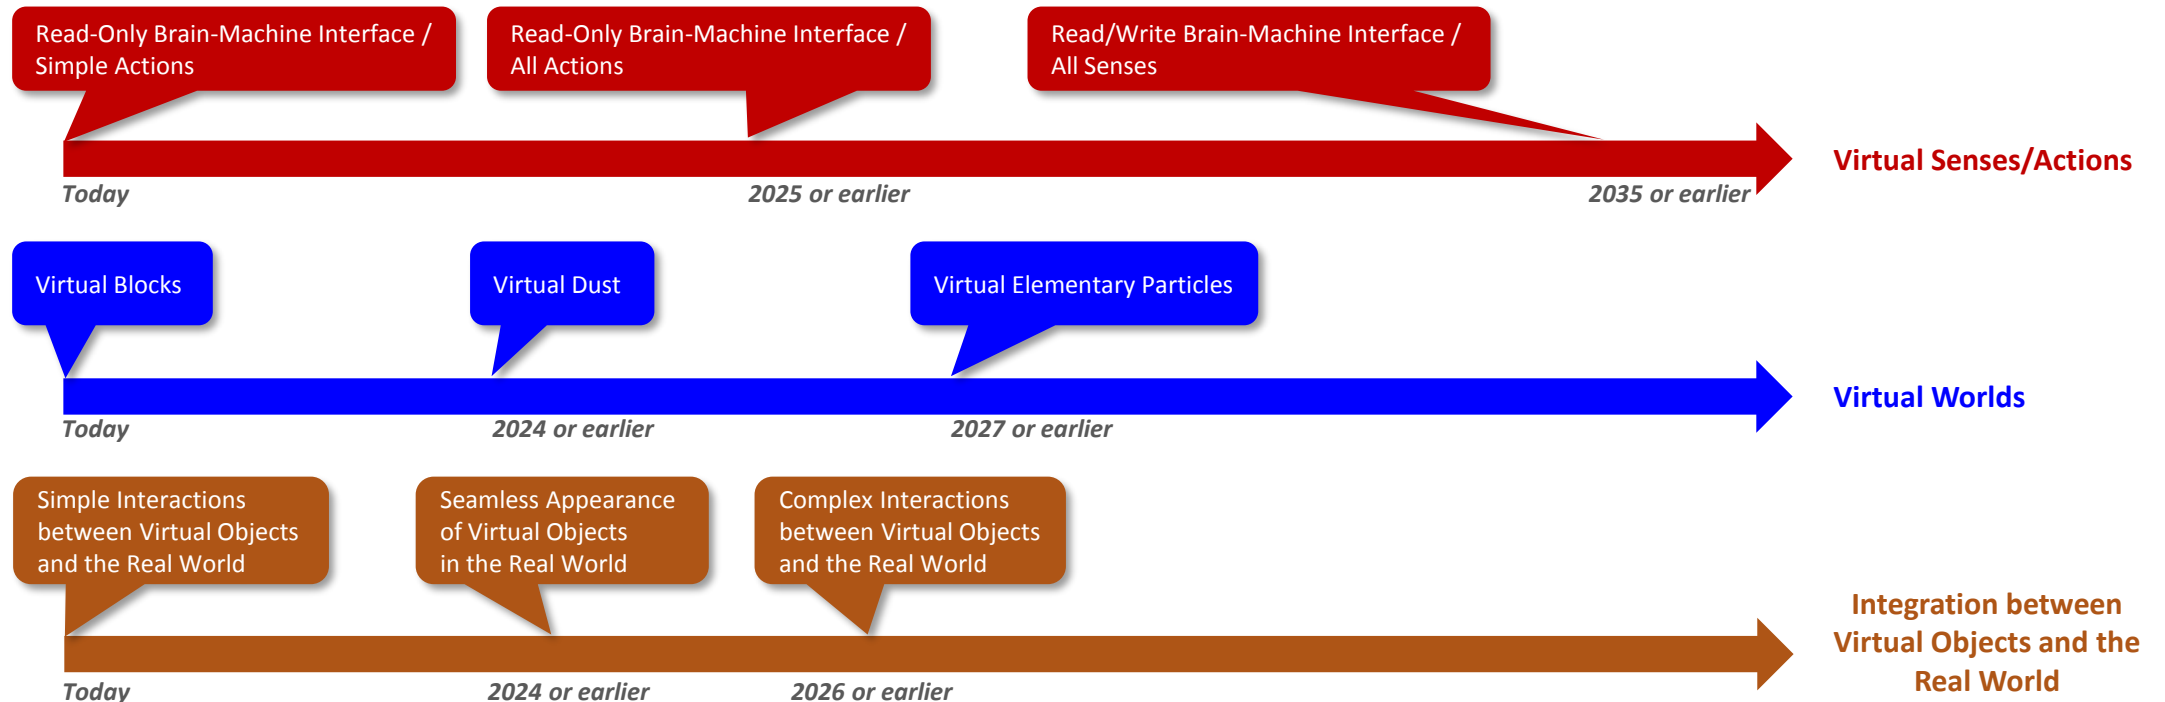 Read-Only Brain-Machine Interface /
Simple Actions
Read-Only Brain-Machine Interface /
All Actions
Read/Write Brain-Machine Interface /
All Senses
Virtual Senses/Actions
Today
2025 or earlier
2035 or earlier
Virtual Blocks
Virtual Dust
Virtual Elementary Particles
Virtual Worlds
Today
2024 or earlier
2027 or earlier
Simple Interactions
between Virtual Objects
and the Real World
Seamless Appearance
of Virtual Objects
in the Real World
Complex Interactions
between Virtual Objects
and the Real World
Integration between
Virtual Objects and the
Real World
Today
2024 or earlier
2026 or earlier